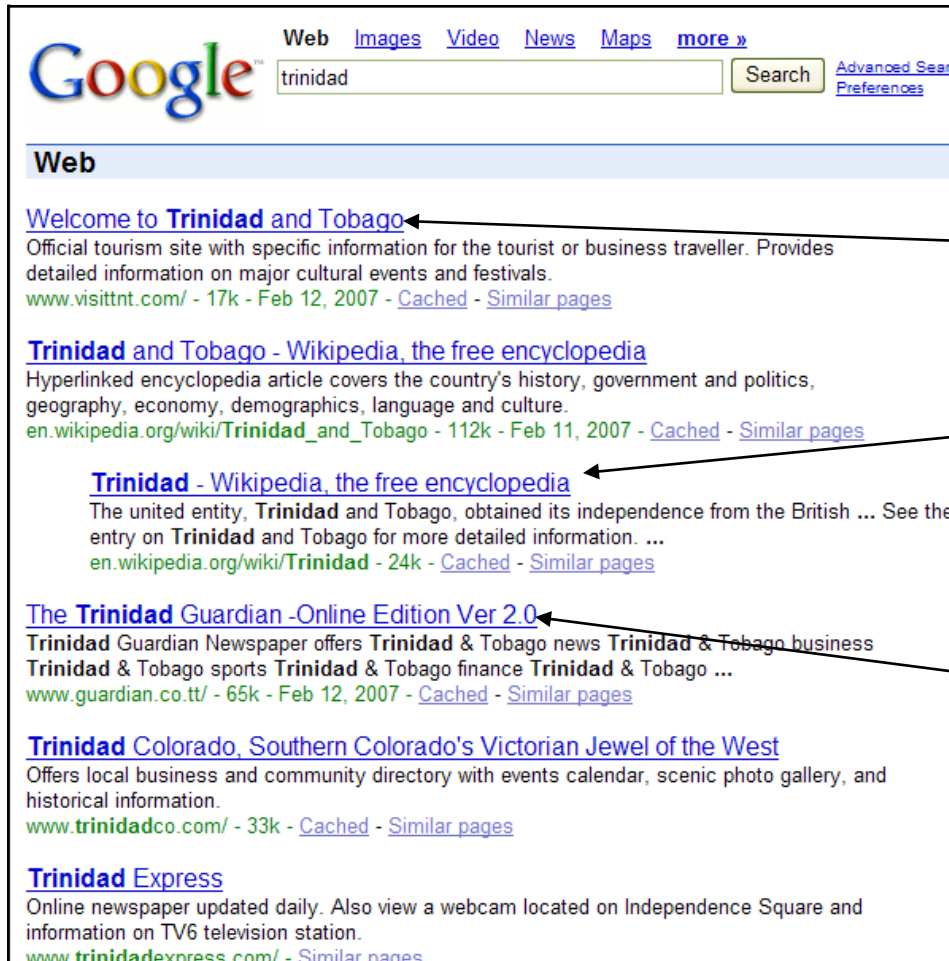 Web Images Video News Maps more »
Google™
trinidad
Search
Advanced Sear
Preferences
Web
Welcome to Trinidad and Tobago
Official tourism site with specific information for the tourist or business traveller. Provides
detailed information on major cultural events and festivals.
www.visittnt.com/ - 17k - Feb 12, 2007 - Cached - Similar pages
Trinidad and Tobago - Wikipedia, the free encyclopedia
Hyperlinked encyclopedia article covers the country's history, government and politics,
geography, economy, demographics, language and culture.
en.wikipedia.org/wiki/Trinidad_and_Tobago - 112k - Feb 11, 2007 - Cached - Similar pages
Trinidad - Wikipedia, the free encyclopedia
The united entity, Trinidad and Tobago, obtained its independence from the British ... See the
entry on Trinidad and Tobago for more detailed information. ...
en.wikipedia.org/wiki/Trinidad - 24k - Cached - Similar pages
The Trinidad Guardian -Online Edition Ver 2.0
Trinidad Guardian Newspaper offers Trinidad & Tobago news Trinidad & Tobago business
Trinidad & Tobago sports Trinidad & Tobago finance Trinidad & Tobago ...
www.guardian.co.tt/ - 65k - Feb 12, 2007 - Cached - Similar pages
Trinidad Colorado, Southern Colorado's Victorian Jewel of the West
Offers local business and community directory with events calendar, scenic photo gallery, and
historical information.
www.trinidadco.com/ - 33k - Cached - Similar pages
Trinidad Express
Online newspaper updated daily. Also view a webcam located on Independence Square and
information on TV6 television station.
www.trinidadexpress.com/ - Similar pages